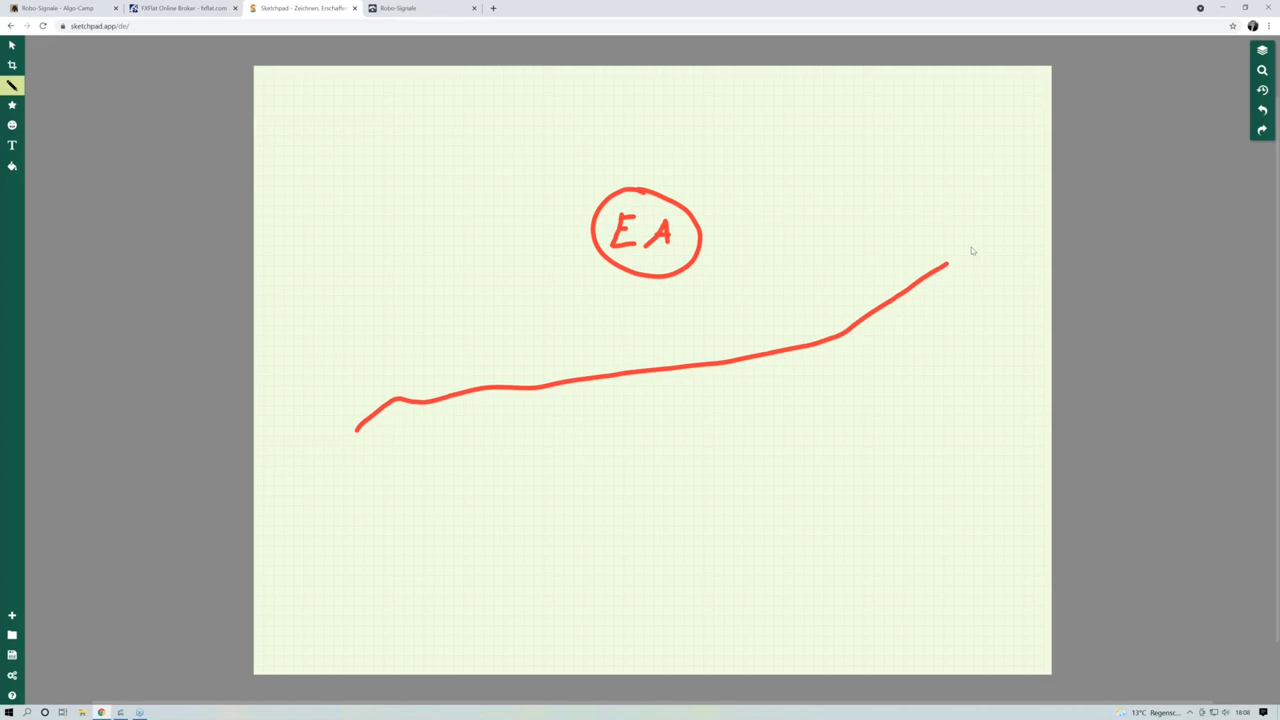 Robo-Signale - Algo-Camp
FXFlat Online Broker - fxflat.com
Sketchpad - Zeichnen, Erschaffe
Robo-Signale
sketchpad.app/de/
T
EA
13°C Regensc...
18:08